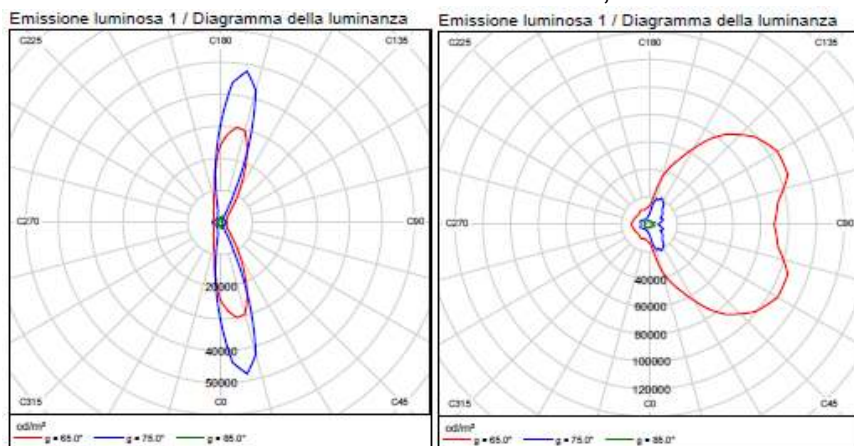 Emissione luminosa 1 / Diagramma della luminanza
C225 C180 C135
C270 C90
20000
40000
50000
C315 C0 C45
cd/m²
g = 65.0° g = 75.0° g = 85.0°
Emissione luminosa 1 / Diagramma della luminanza
C225 C180 C135
C270 C90
40000
60000
80000
100000
120000
C315 C0 C45
cd/m²
g = 65.0° g = 75.0° g = 85.0°